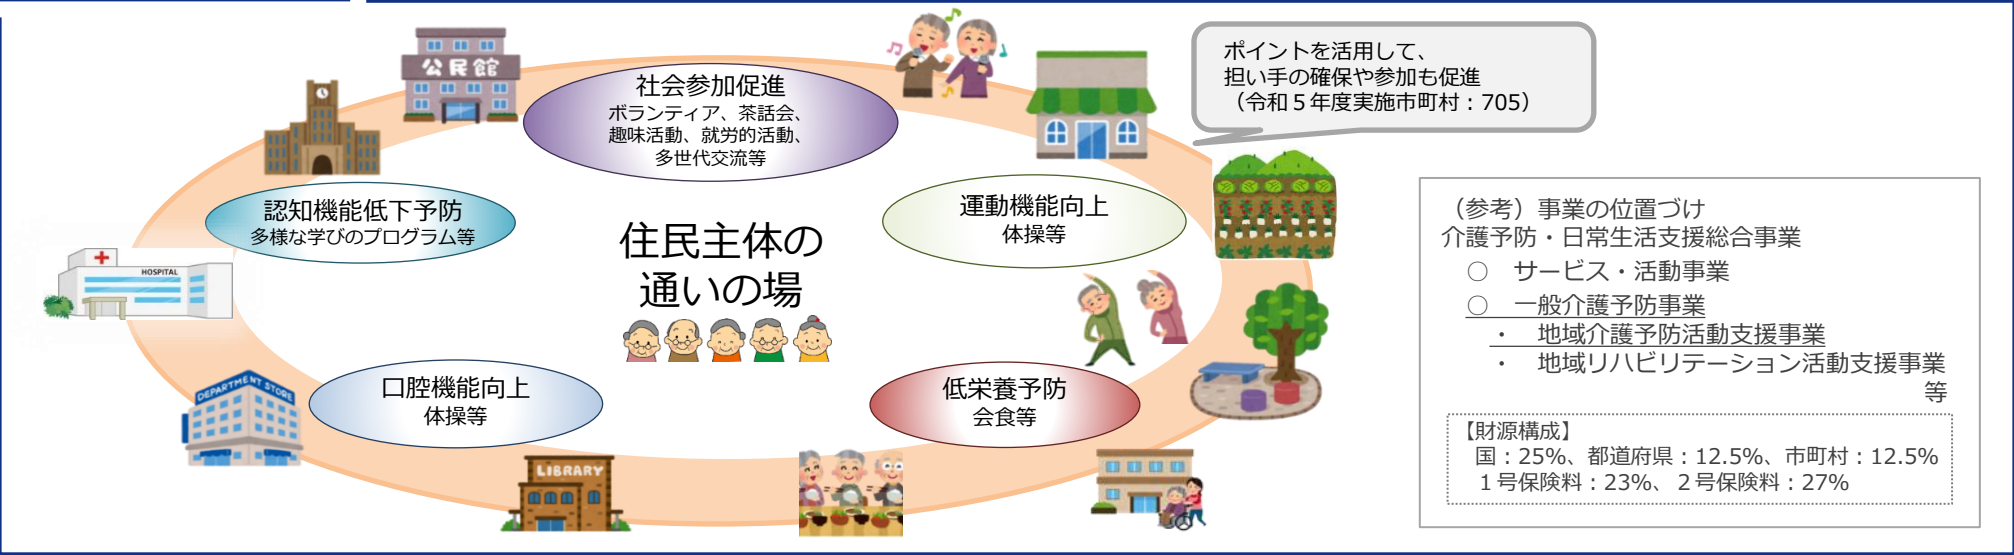 公民館
社会参加促進
ボランティア、茶話会、
趣味活動、就労的活動、
多世代交流等
ポイントを活用して、
担い手の確保や参加も促進
（令和５年度実施市町村：705）
認知機能低下予防
多様な学びのプログラム等
運動機能向上
体操等
住民主体の
通いの場
HOSPITAL
口腔機能向上
体操等
低栄養予防
会食等
DEPARTMENT STORE
LIBRARY
（参考）事業の位置づけ
介護予防・日常生活支援総合事業
○　サービス・活動事業
○　一般介護予防事業
・　地域介護予防活動支援事業
・　地域リハビリテーション活動支援事業
等
【財源構成】
国：25%、都道府県：12.5%、市町村：12.5%
１号保険料：23%、２号保険料：27%